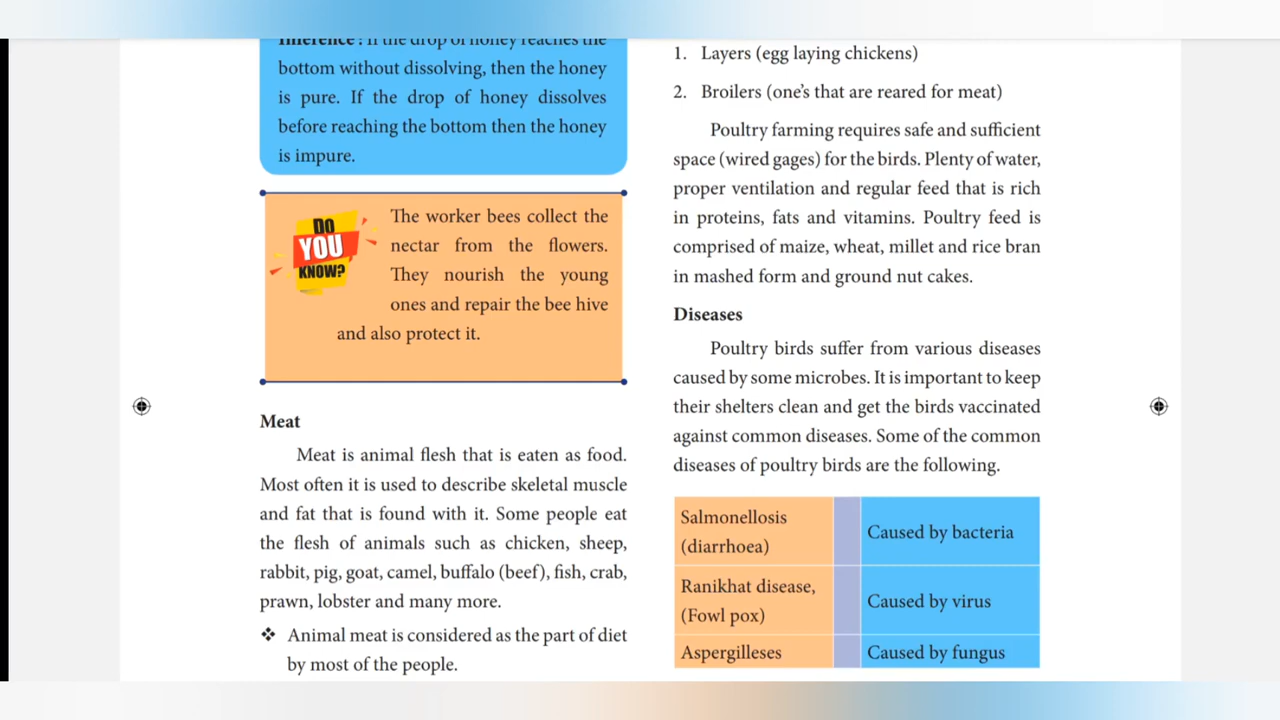 Inference : If the drop of honey reaches the
bottom without dissolving, then the honey
is pure. If the drop of honey dissolves
before reaching the bottom then the honey
is impure.
DO
YOU
KNOW?
The worker bees collect the
nectar from the flowers.
They nourish the young
ones and repair the bee hive
and also protect it.
Meat
Meat is animal flesh that is eaten as food.
Most often it is used to describe skeletal muscle
and fat that is found with it. Some people eat
the flesh of animals such as chicken, sheep,
rabbit, pig, goat, camel, buffalo (beef), fish, crab,
prawn, lobster and many more.
❖ Animal meat is considered as the part of diet
by most of the people.
1. Layers (egg laying chickens)
2. Broilers (one's that are reared for meat)
Poultry farming requires safe and sufficient
space (wired gages) for the birds. Plenty of water,
proper ventilation and regular feed that is rich
in proteins, fats and vitamins. Poultry feed is
comprised of maize, wheat, millet and rice bran
in mashed form and ground nut cakes.
Diseases
Poultry birds suffer from various diseases
caused by some microbes. It is important to keep
their shelters clean and get the birds vaccinated
against common diseases. Some of the common
diseases of poultry birds are the following.
Salmonellosis
(diarrhoea)
Caused by bacteria
Ranikhat disease,
(Fowl pox)
Caused by virus
Aspergilleses
Caused by fungus